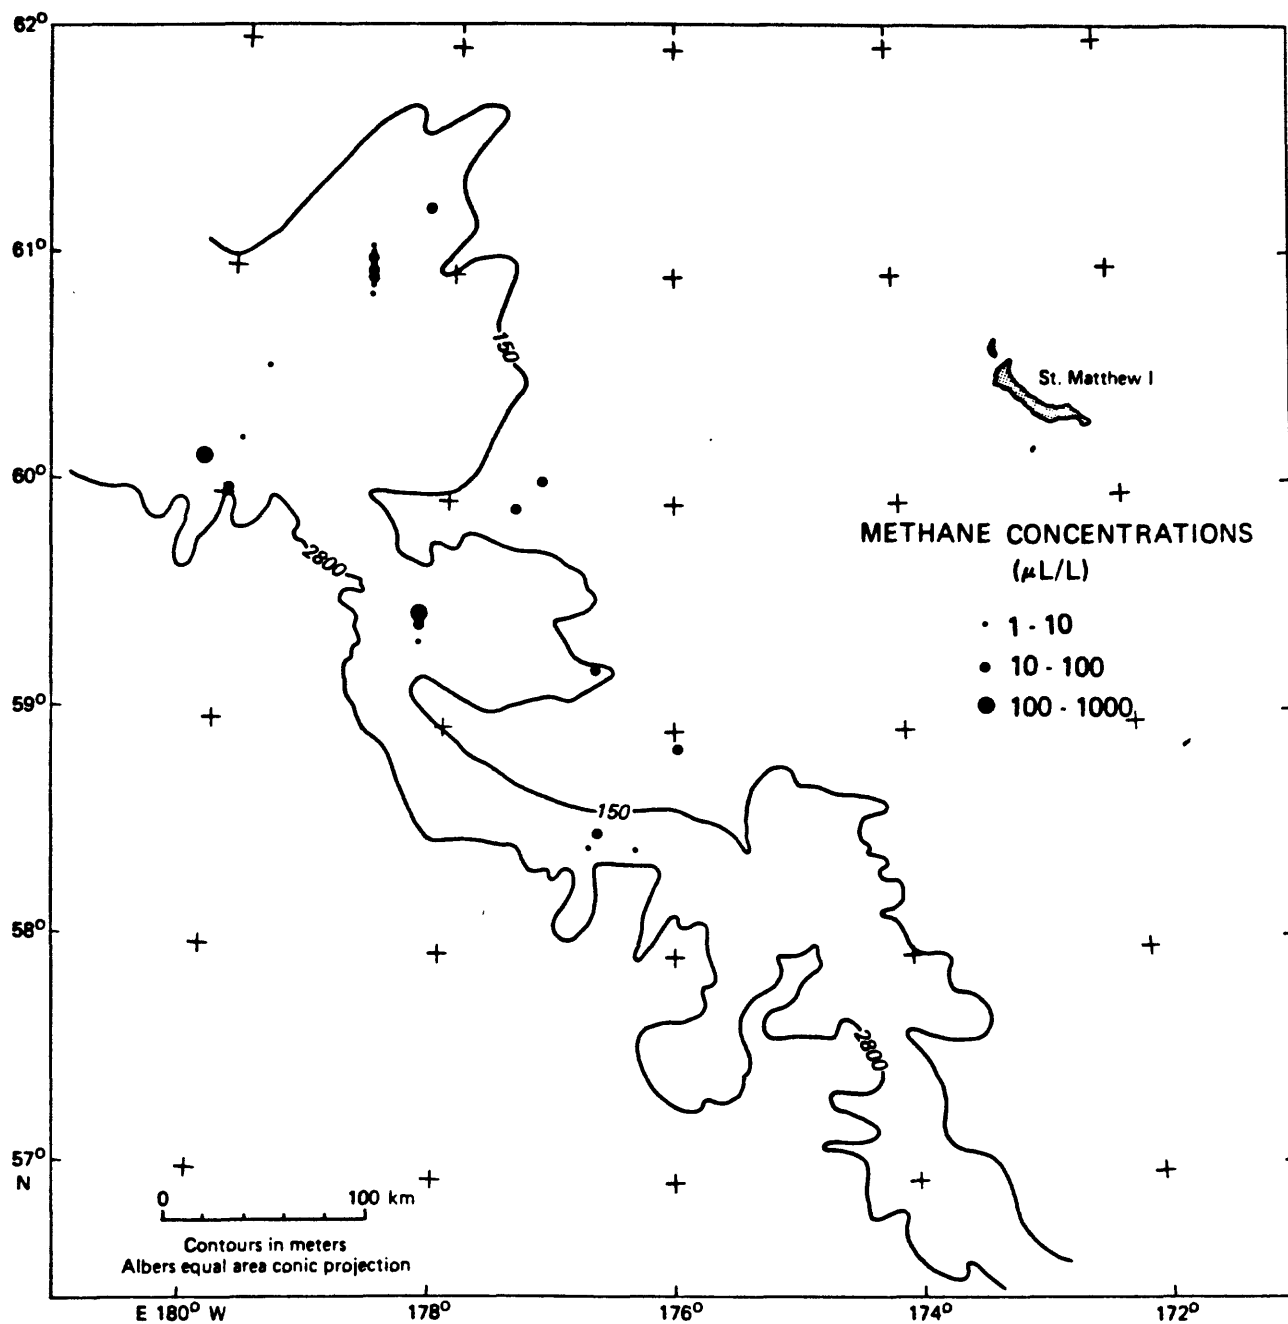 62°
61°
150
St. Matthew I
60°
METHANE CONCENTRATIONS
(µL/L)
2800
1 - 10
10 - 100
100 - 1000
59°
150
58°
2800
57°
N
0 100 km
Contours in meters
Albers equal area conic projection
E 180° W 178° 176° 174° 172°